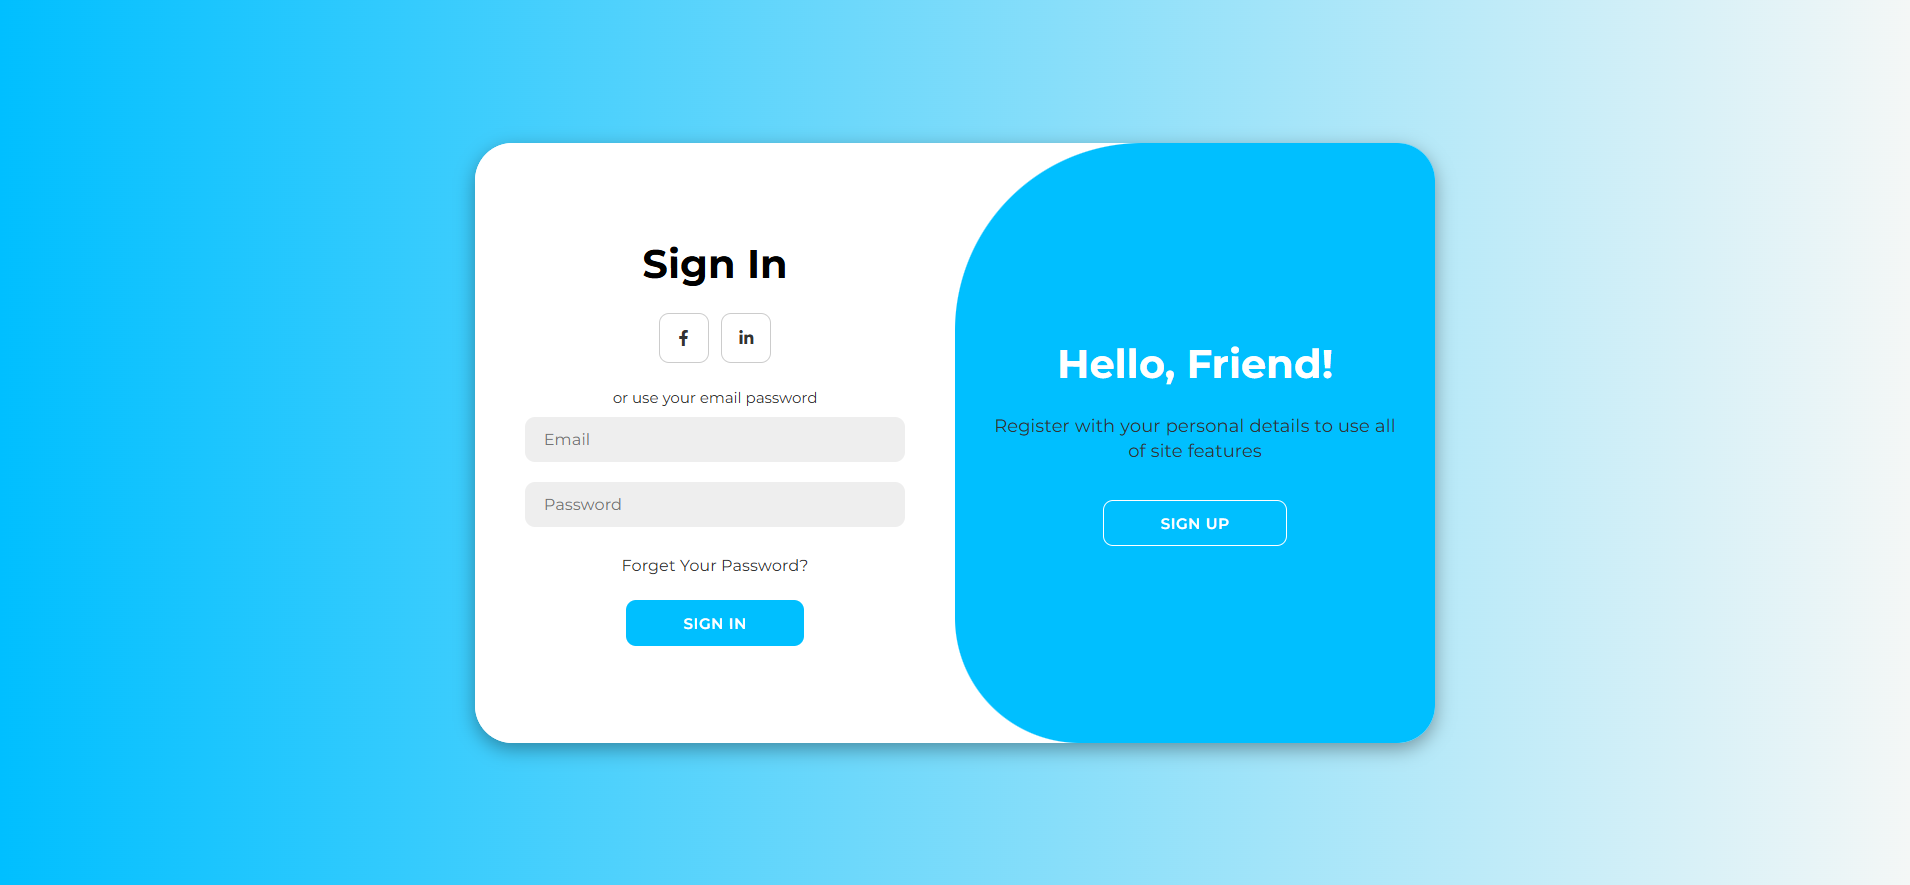 Sign In
or use your email password
Email
Password
Forget Your Password?
SIGN IN
Hello, Friend!
Register with your personal details to use all
of site features
SIGN UP